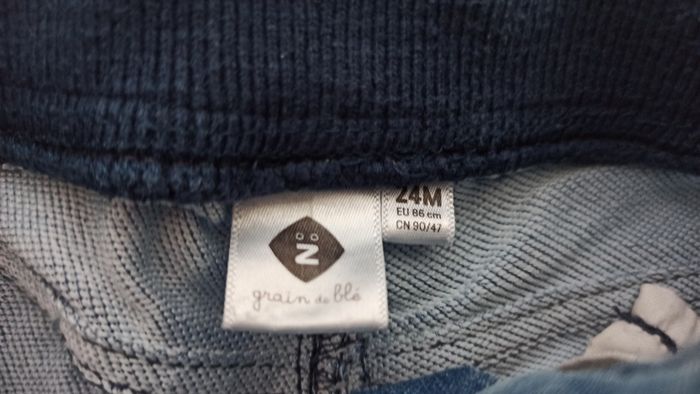 24M
EU 86 cm
CN 90/47
Z
grain de blé